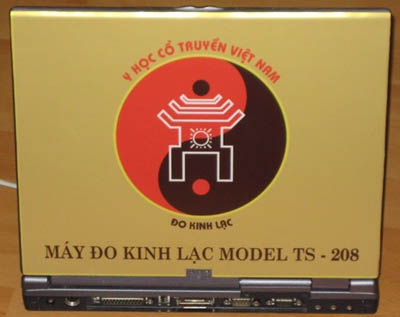 Y HỌC CỔ TRUYỀN VIỆT NAM
ĐO KINH LẠC
MÁY ĐO KINH LẠC MODEL TS - 208